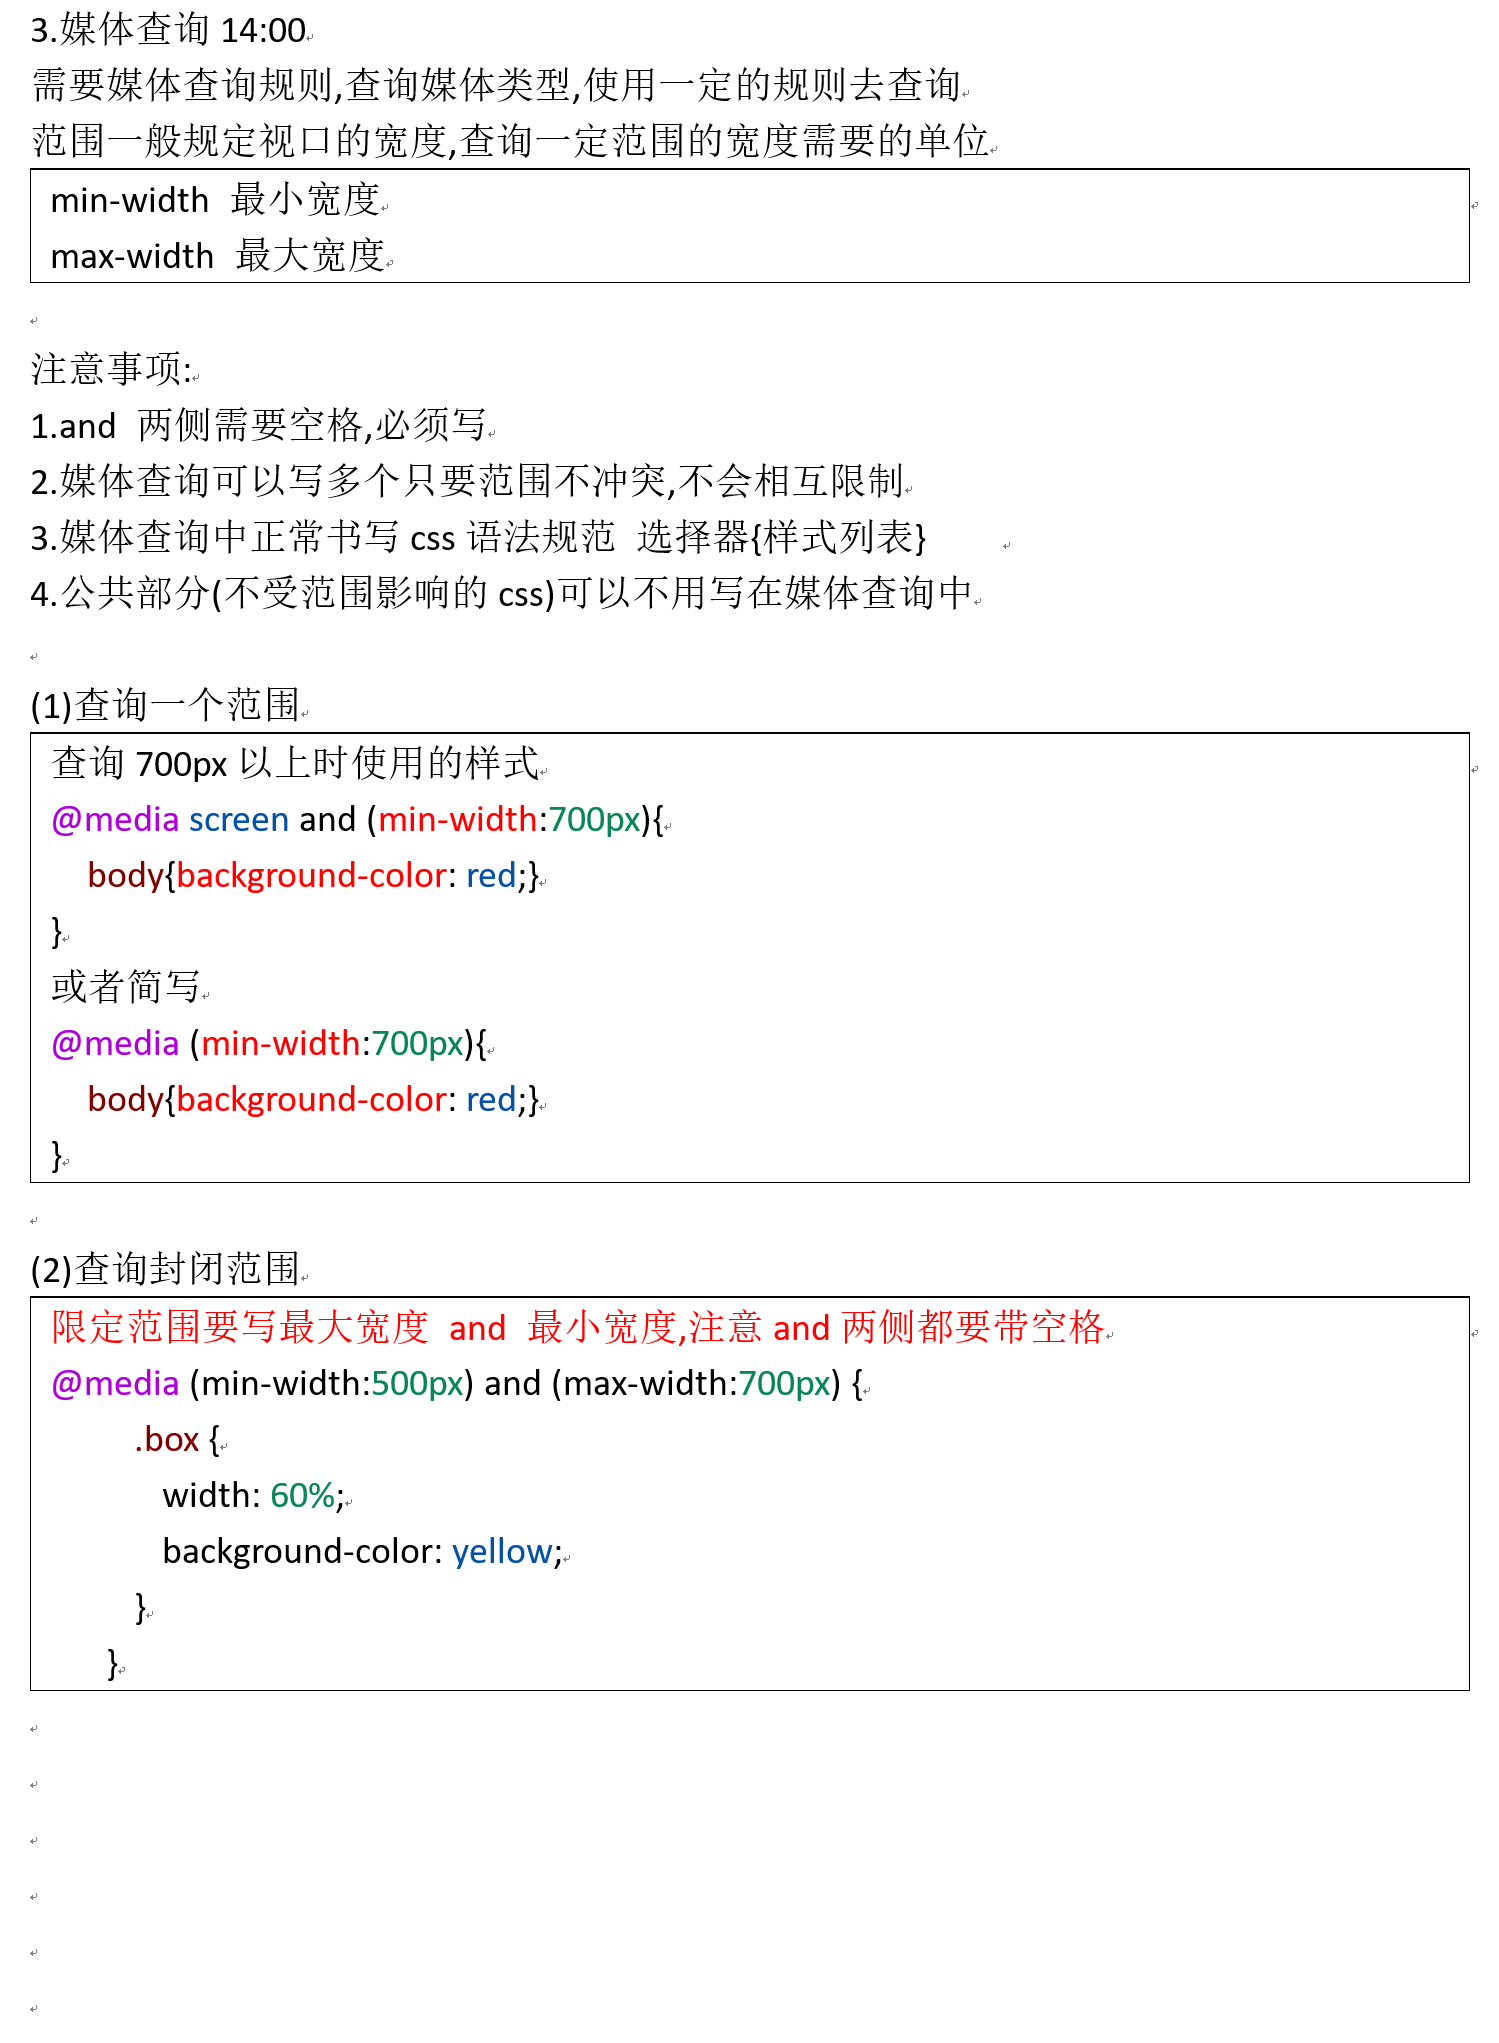 3.媒体查询 14:00
需要媒体查询规则,查询媒体类型,使用一定的规则去查询
范围一般规定视口的宽度,查询一定范围的宽度需要的单位
min-width 最小宽度
max-width 最大宽度
注意事项:
1.and 两侧需要空格,必须写
2.媒体查询可以写多个只要范围不冲突,不会相互限制
3.媒体查询中正常书写 css 语法规范 选择器{样式列表}
4.公共部分(不受范围影响的 css)可以不用写在媒体查询中
(1)查询一个范围
查询 700px 以上时使用的样式
@media screen and (min-width:700px){
body{background-color: red;}
}
或者简写
@media (min-width:700px){
body{background-color: red;}
}
(2)查询封闭范围
限定范围要写最大宽度 and 最小宽度,注意 and 两侧都要带空格
@media (min-width:500px) and (max-width:700px) {
.box {
width: 60%;
background-color: yellow;
}
}